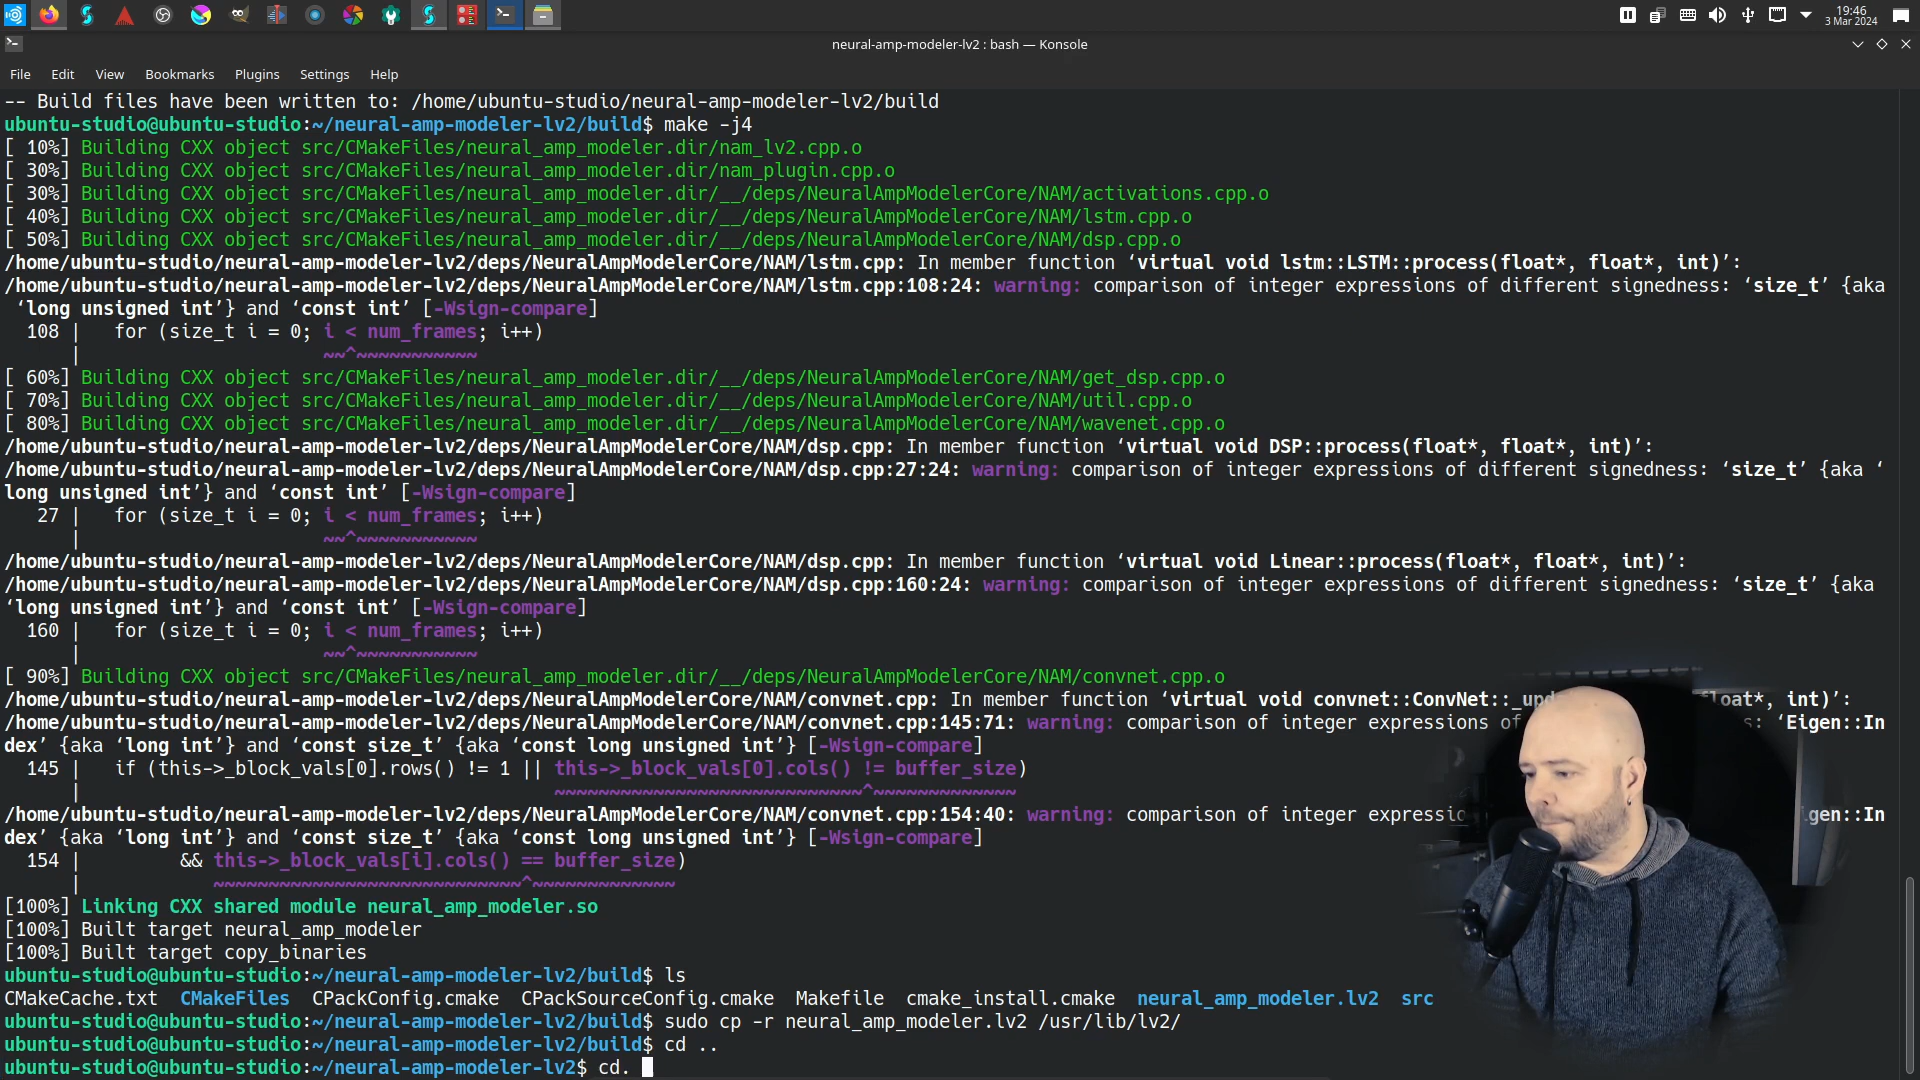 19:46
3 Mar 2024
neural-amp-modeler-lv2 : bash — Konsole
File Edit View Bookmarks Plugins Settings Help
-- Build files have been written to: /home/ubuntu-studio/neural-amp-modeler-lv2/build
ubuntu-studio@ubuntu-studio:~/neural-amp-modeler-lv2/build$ make -j4
[ 10%] Building CXX object src/CMakeFiles/neural_amp_modeler.dir/nam_lv2.cpp.o
[ 30%] Building CXX object src/CMakeFiles/neural_amp_modeler.dir/nam_plugin.cpp.o
[ 30%] Building CXX object src/CMakeFiles/neural_amp_modeler.dir/__/deps/NeuralAmpModelerCore/NAM/activations.cpp.o
[ 40%] Building CXX object src/CMakeFiles/neural_amp_modeler.dir/__/deps/NeuralAmpModelerCore/NAM/lstm.cpp.o
[ 50%] Building CXX object src/CMakeFiles/neural_amp_modeler.dir/__/deps/NeuralAmpModelerCore/NAM/dsp.cpp.o
/home/ubuntu-studio/neural-amp-modeler-lv2/deps/NeuralAmpModelerCore/NAM/lstm.cpp: In member function ‘virtual void lstm::LSTM::process(float*, float*, int)’:
/home/ubuntu-studio/neural-amp-modeler-lv2/deps/NeuralAmpModelerCore/NAM/lstm.cpp:108:24: warning: comparison of integer expressions of different signedness: ‘size_t’ {aka
‘long unsigned int’} and ‘const int’ [-Wsign-compare]
108 |   for (size_t i = 0; i < num_frames; i++)
|                      ~~^~~~~~~~~~~~
[ 60%] Building CXX object src/CMakeFiles/neural_amp_modeler.dir/__/deps/NeuralAmpModelerCore/NAM/get_dsp.cpp.o
[ 70%] Building CXX object src/CMakeFiles/neural_amp_modeler.dir/__/deps/NeuralAmpModelerCore/NAM/util.cpp.o
[ 80%] Building CXX object src/CMakeFiles/neural_amp_modeler.dir/__/deps/NeuralAmpModelerCore/NAM/wavenet.cpp.o
/home/ubuntu-studio/neural-amp-modeler-lv2/deps/NeuralAmpModelerCore/NAM/dsp.cpp: In member function ‘virtual void DSP::process(float*, float*, int)’:
/home/ubuntu-studio/neural-amp-modeler-lv2/deps/NeuralAmpModelerCore/NAM/dsp.cpp:27:24: warning: comparison of integer expressions of different signedness: ‘size_t’ {aka ‘
long unsigned int’} and ‘const int’ [-Wsign-compare]
27 |   for (size_t i = 0; i < num_frames; i++)
|                      ~~^~~~~~~~~~~~
/home/ubuntu-studio/neural-amp-modeler-lv2/deps/NeuralAmpModelerCore/NAM/dsp.cpp: In member function ‘virtual void Linear::process(float*, float*, int)’:
/home/ubuntu-studio/neural-amp-modeler-lv2/deps/NeuralAmpModelerCore/NAM/dsp.cpp:160:24: warning: comparison of integer expressions of different signedness: ‘size_t’ {aka
‘long unsigned int’} and ‘const int’ [-Wsign-compare]
160 |   for (size_t i = 0; i < num_frames; i++)
|                      ~~^~~~~~~~~~~~
[ 90%] Building CXX object src/CMakeFiles/neural_amp_modeler.dir/__/deps/NeuralAmpModelerCore/NAM/convnet.cpp.o
/home/ubuntu-studio/neural-amp-modeler-lv2/deps/NeuralAmpModelerCore/NAM/convnet.cpp: In member function ‘virtual void convnet::ConvNet::_upd float*, int)’:
/home/ubuntu-studio/neural-amp-modeler-lv2/deps/NeuralAmpModelerCore/NAM/convnet.cpp:145:71: warning: comparison of integer expressions of s: ‘Eigen::In
dex’ {aka ‘long int’} and ‘const size_t’ {aka ‘const long unsigned int’} [-Wsign-compare]
145 |   if (this->_block_vals[0].rows() != 1 || this->_block_vals[0].cols() != buffer_size)
|                                           ~~~~~~~~~~~~~~~~~~~~~~~~~~~~^~~~~~~~~~~~~~
/home/ubuntu-studio/neural-amp-modeler-lv2/deps/NeuralAmpModelerCore/NAM/convnet.cpp:154:40: warning: comparison of integer expressio igen::In
dex’ {aka ‘long int’} and ‘const size_t’ {aka ‘const long unsigned int’} [-Wsign-compare]
154 |         && this->_block_vals[i].cols() == buffer_size)
|            ~~~~~~~~~~~~~~~~~~~~~~~~~~~~^~~~~~~~~~~~~~
[100%] Linking CXX shared module neural_amp_modeler.so
[100%] Built target neural_amp_modeler
[100%] Built target copy_binaries
ubuntu-studio@ubuntu-studio:~/neural-amp-modeler-lv2/build$ ls
CMakeCache.txt  CMakeFiles  CPackConfig.cmake  CPackSourceConfig.cmake  Makefile  cmake_install.cmake  neural_amp_modeler.lv2  src
ubuntu-studio@ubuntu-studio:~/neural-amp-modeler-lv2/build$ sudo cp -r neural_amp_modeler.lv2 /usr/lib/lv2/
ubuntu-studio@ubuntu-studio:~/neural-amp-modeler-lv2/build$ cd ..
ubuntu-studio@ubuntu-studio:~/neural-amp-modeler-lv2$ cd.